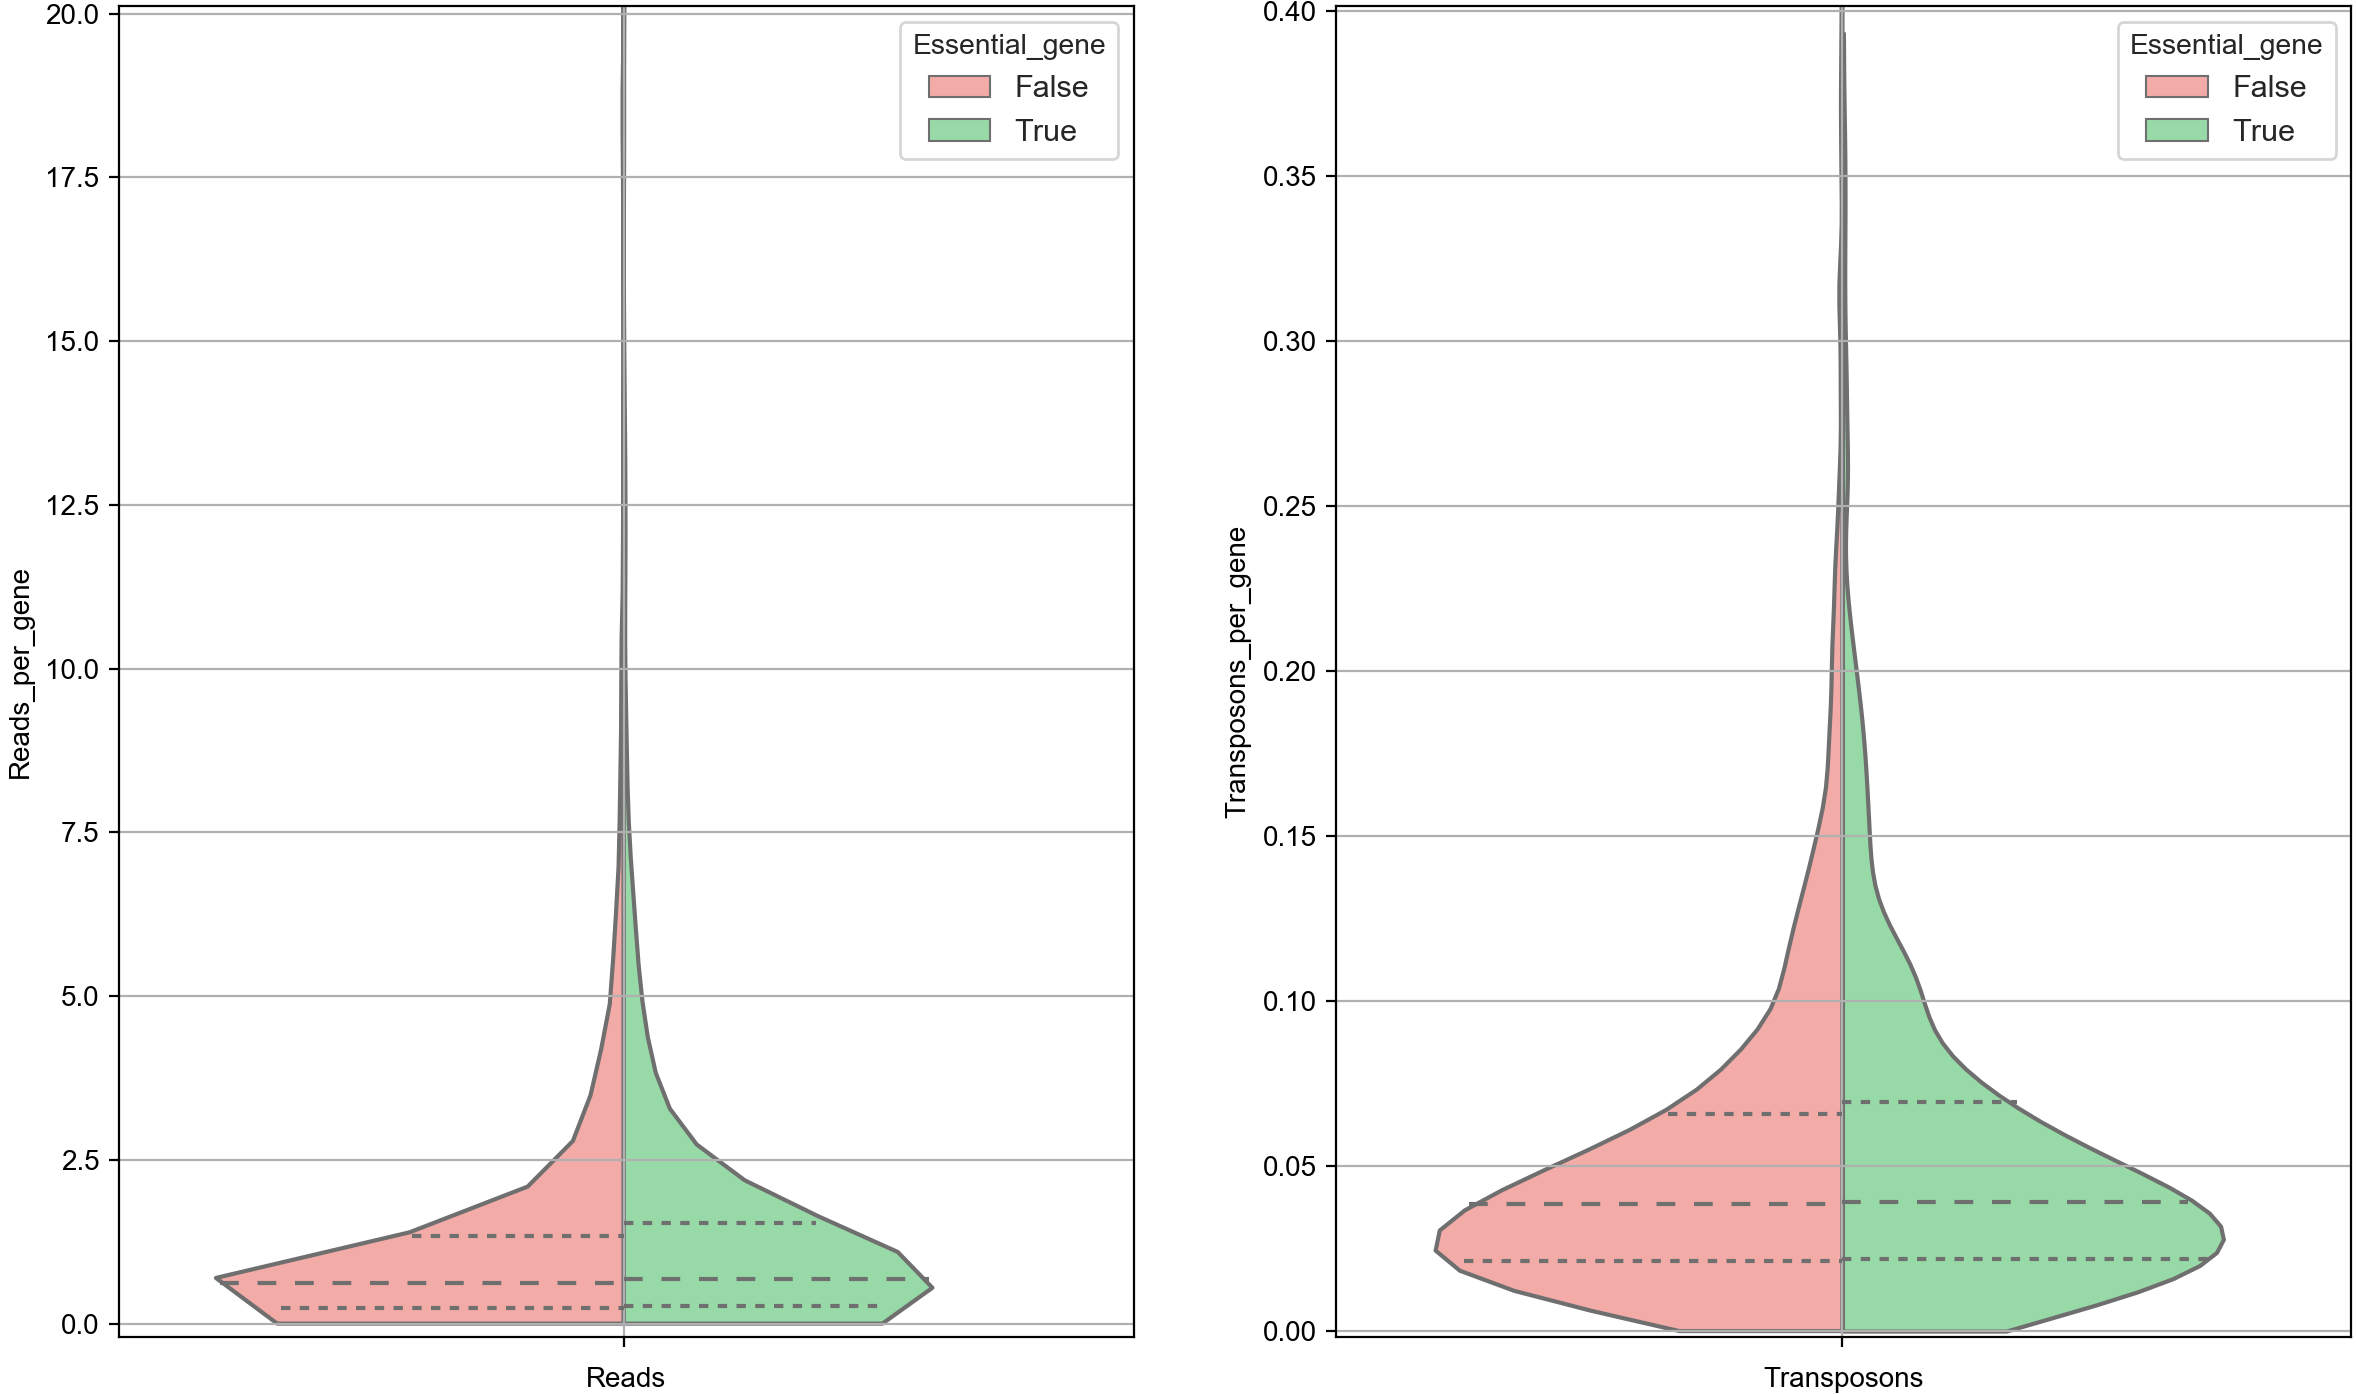 Reads_per_gene
20.0
17.5
15.0
12.5
10.0
7.5
5.0
2.5
0.0
Essential_gene
False
True
Reads
Transposons_per_gene
0.40
0.35
0.30
0.25
0.20
0.15
0.10
0.05
0.00
Essential_gene
False
True
Transposons